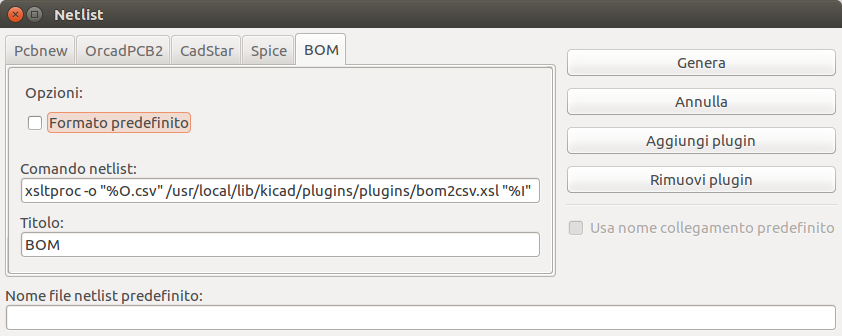 Netlist
Pcbnew OrcadPCB2 CadStar Spice BOM
Opzioni:
Formato predefinito
Comando netlist:
xsltproc -o "%O.csv" /usr/local/lib/kicad/plugins/plugins/bom2csv.xsl "%I"
Titolo:
BOM
Genera
Annulla
Aggiungi plugin
Rimuovi plugin
Usa nome collegamento predefinito
Nome file netlist predefinito: